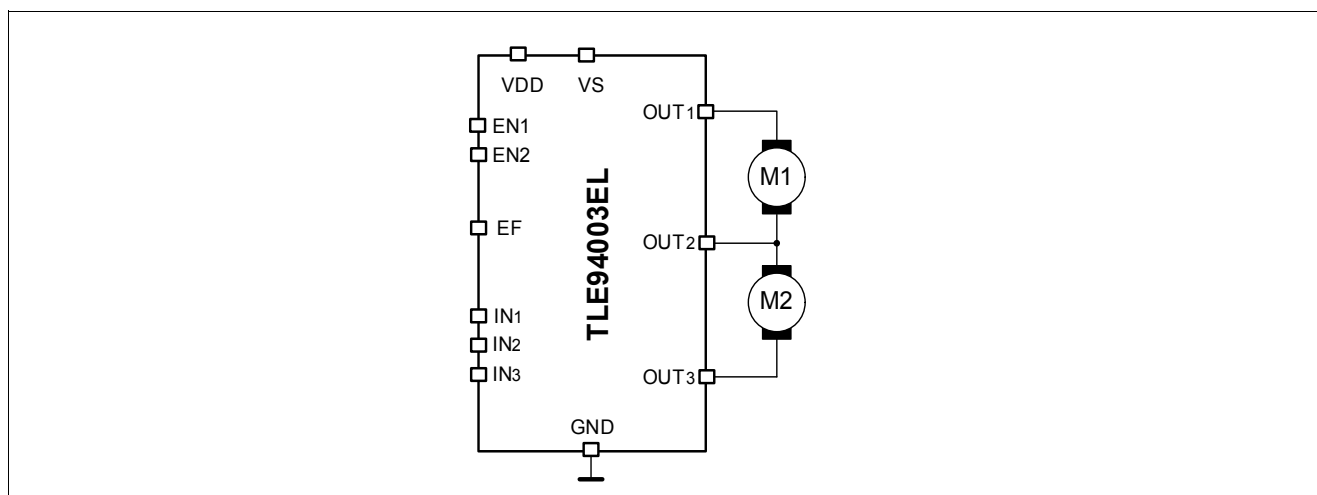 VDD VS
EN1
EN2
EF
IN1
IN2
IN3
TLE94003EL
OUT1
OUT2
OUT3
M1
M2
GND